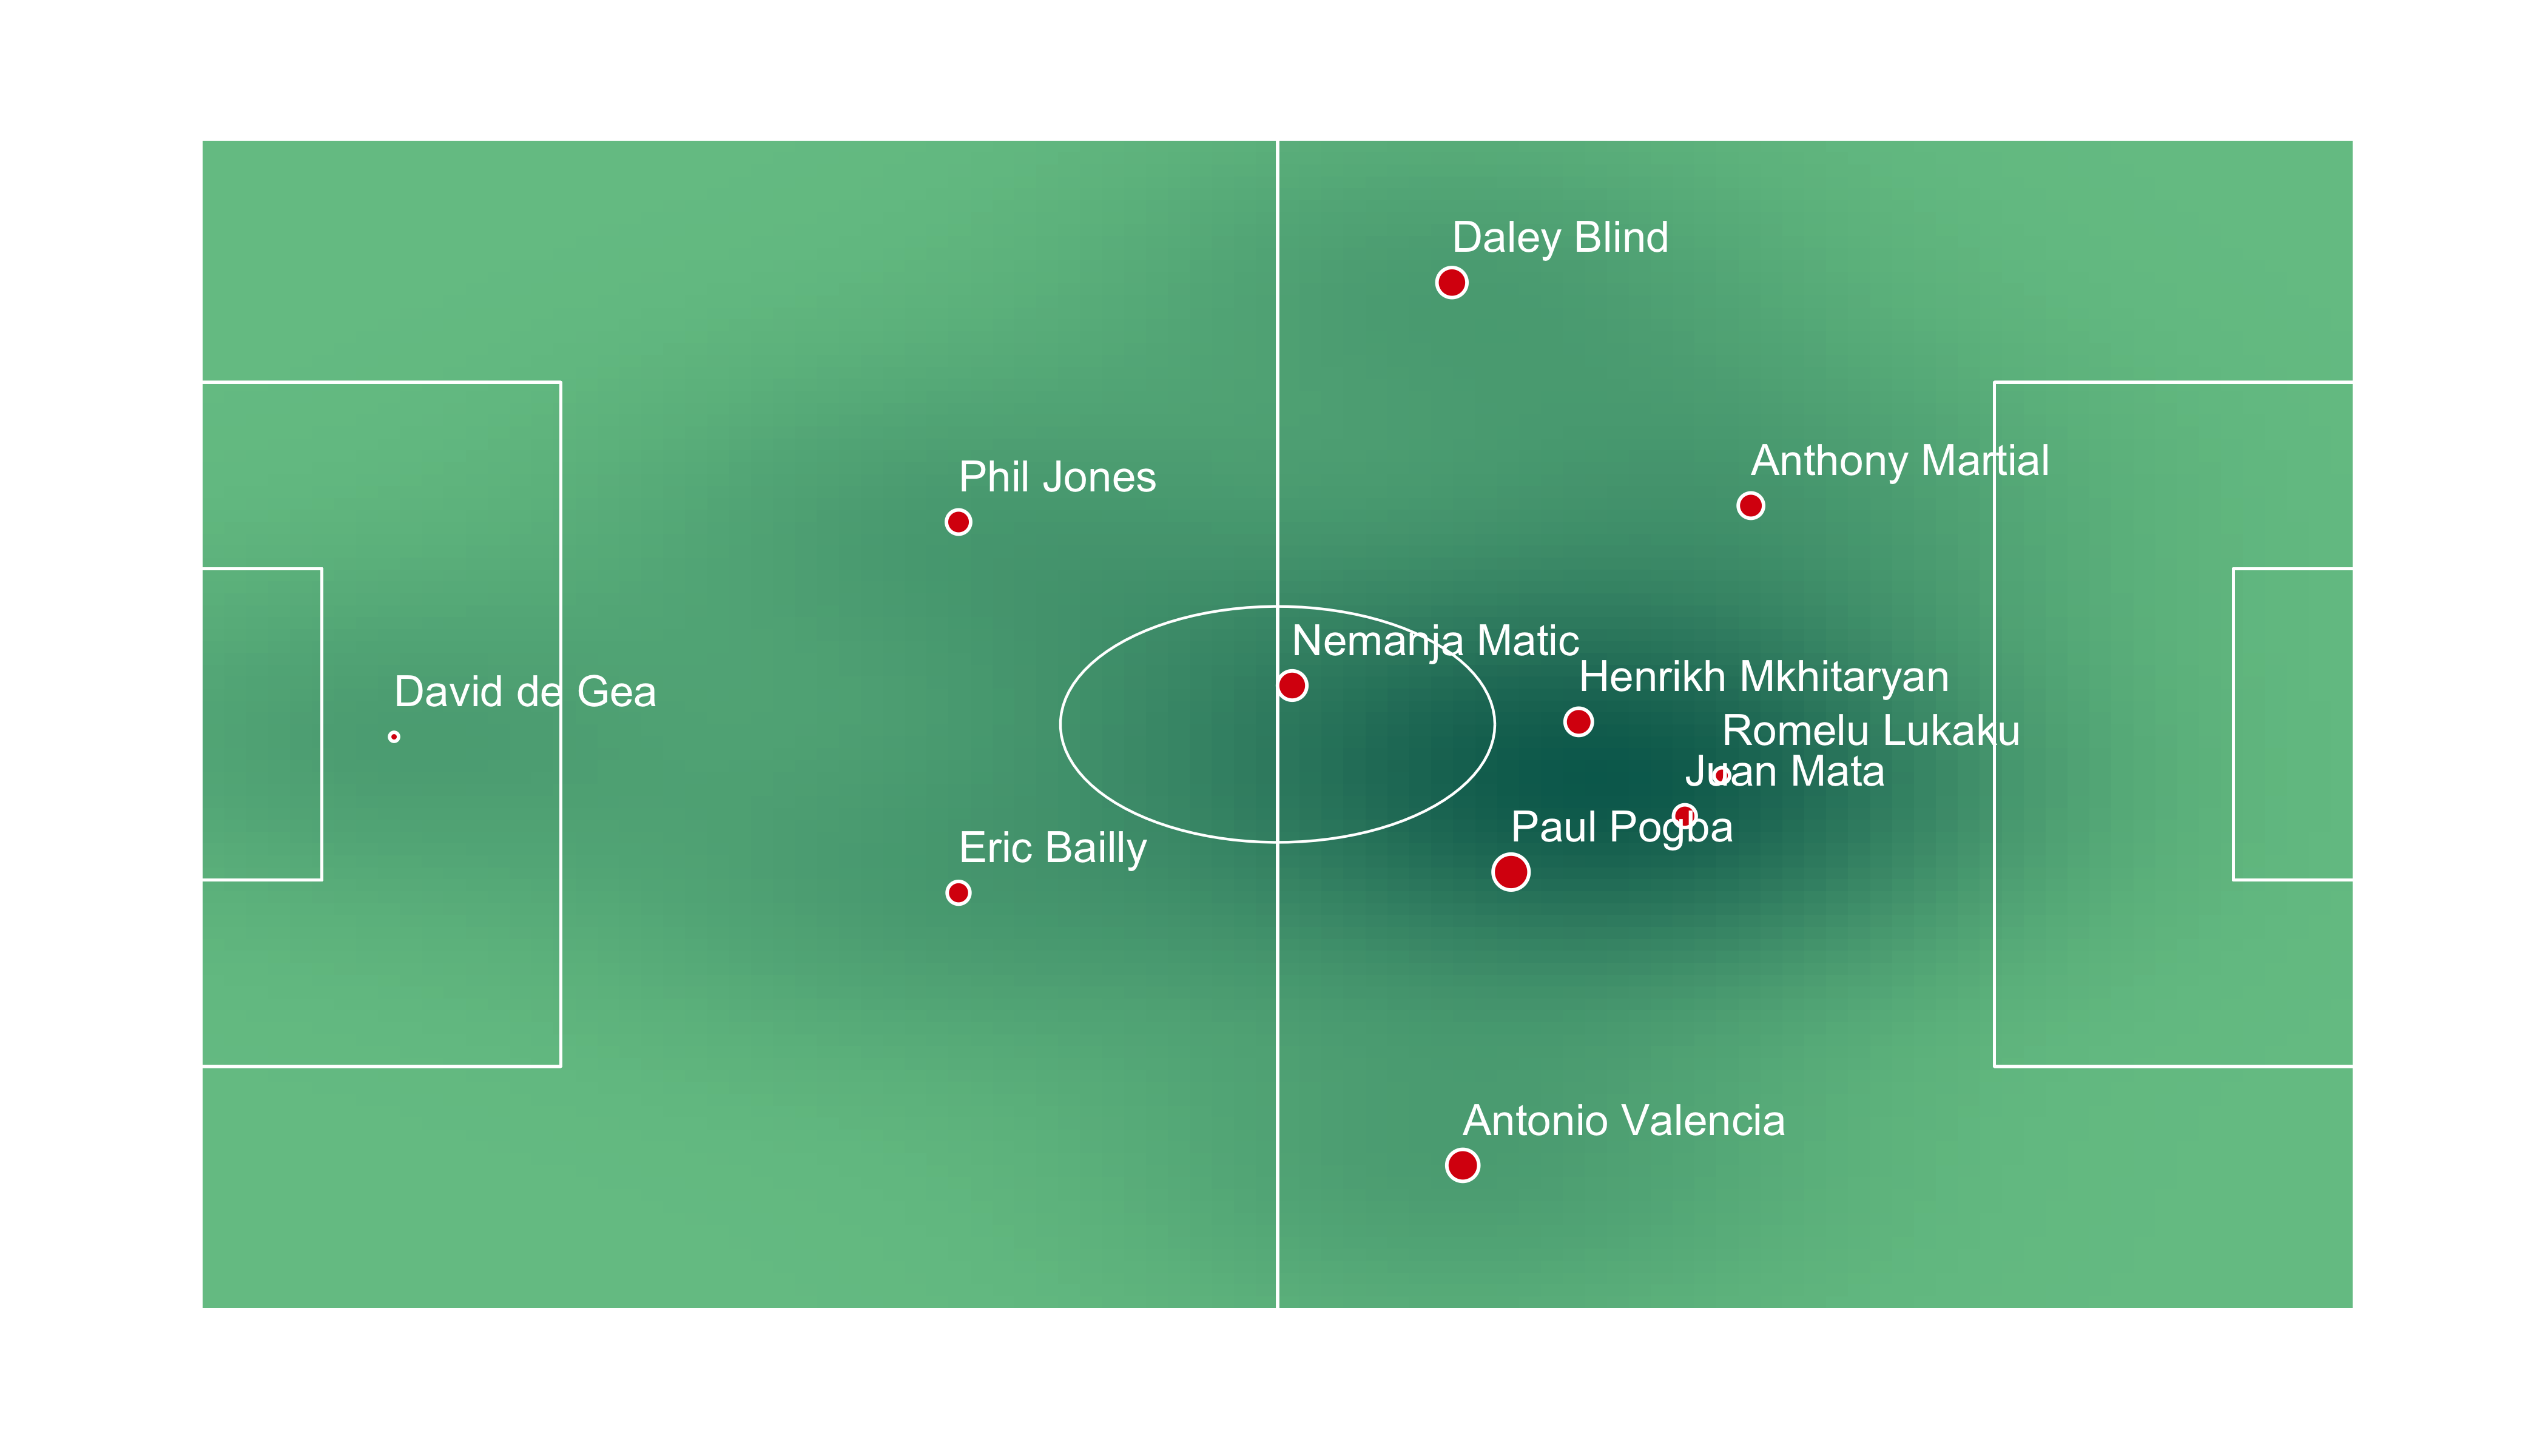 Daley Blind
Anthony Martial
Phil Jones
Nemanja Matic
Henrikh Mkhitaryan
David de Gea
Romelu Lukaku
Juan Mata
Paul Pogba
Eric Bailly
Antonio Valencia